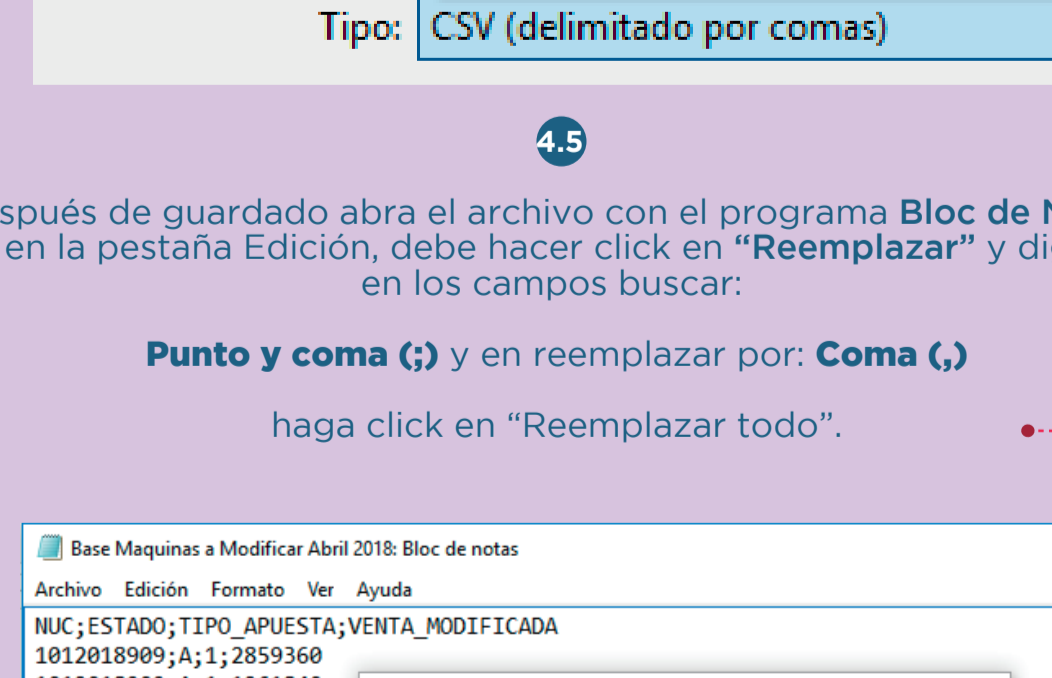 Tipo: CSV (delimitado por comas)
4.5
spués de guardado abra el archivo con el programa Bloc de N
en la pestaña Edición, debe hacer click en “Reemplazar” y di
en los campos buscar:
Punto y coma (;) y en reemplazar por: Coma (,)
haga click en “Reemplazar todo”.
Base Maquinas a Modificar Abril 2018: Bloc de notas
Archivo Edición Formato Ver Ayuda
NUC;ESTADO;TIPO_APUESTA;VENTA_MODIFICADA
1012018909;A;1;2859360